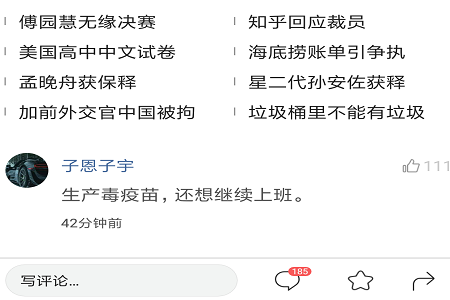 傅园慧无缘决赛
知乎回应裁员
美国高中中文试卷
海底捞账单引争执
孟晚舟获保释
星二代孙安佐获释
加前外交官中国被拘
垃圾桶里不能有垃圾
子恩子宇
111
生产毒疫苗，还想继续上班。
42分钟前
写评论...
185